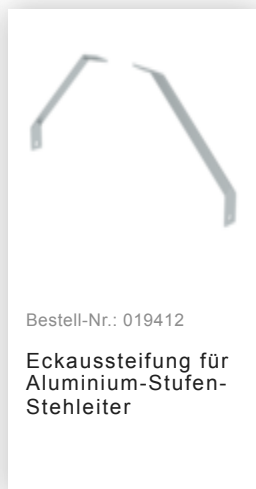 Bestell-Nr.: 019412
Eckaussteifung für
Aluminium-Stufen-
Stehleiter